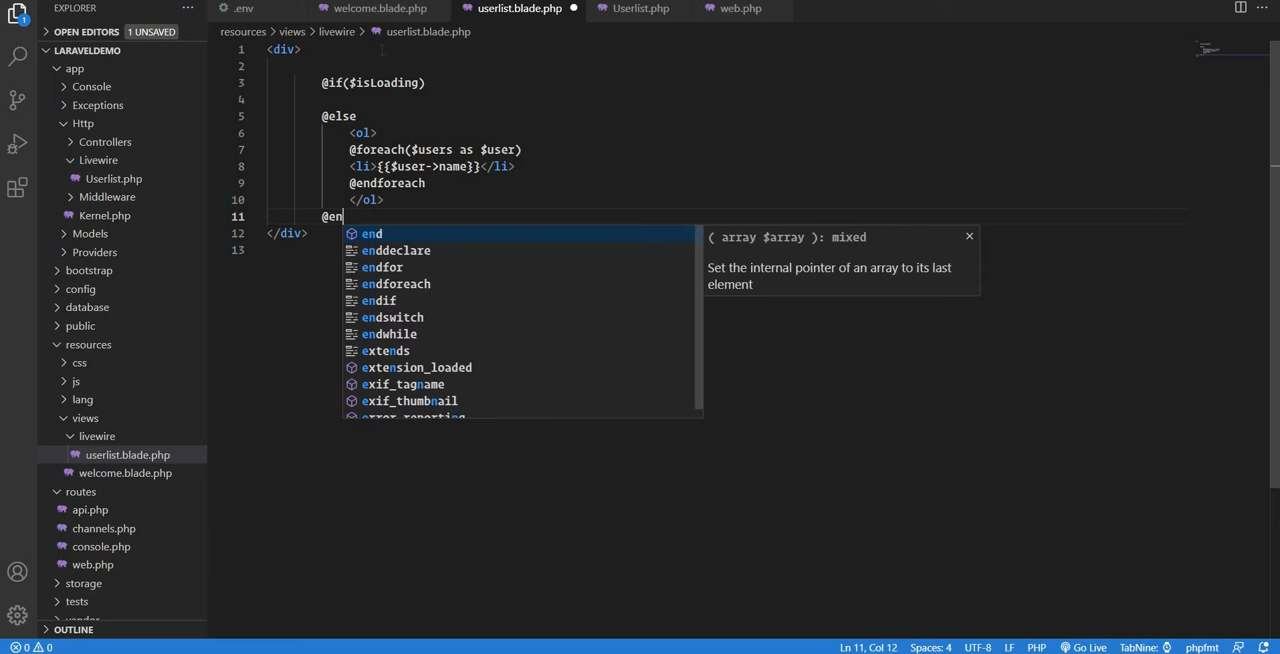 EXPLORER ...
OPEN EDITORS 1 UNSAVED
LARAVELDEMO
app
Console
Exceptions
Http
Controllers
Livewire
Userlist.php
Middleware
Kernel.php
Models
Providers
bootstrap
config
database
public
resources
css
js
lang
views
livewire
userlist.blade.php
welcome.blade.php
routes
api.php
channels.php
console.php
web.php
storage
tests
OUTLINE
.env welcome.blade.php userlist.blade.php Userlist.php web.php
resources > views > livewire > userlist.blade.php
1 <div>
2
3 @if($isLoading)
4
5 @else
6 <ol>
7 @foreach($users as $user)
8 <li>{{$user->name}}</li>
9 @endforeach
10 </ol>
11 @en
12 </div>
13
end
enddeclare
endfor
endforeach
endif
endswitch
endwhile
extends
extension_loaded
exif_tagname
exif_thumbnail
error_reporting
( array $array ): mixed
Set the internal pointer of an array to its last
element
1
0 0 Ln 11, Col 12 Spaces: 4 UTF-8 LF PHP Go Live TabNine: phpfmt